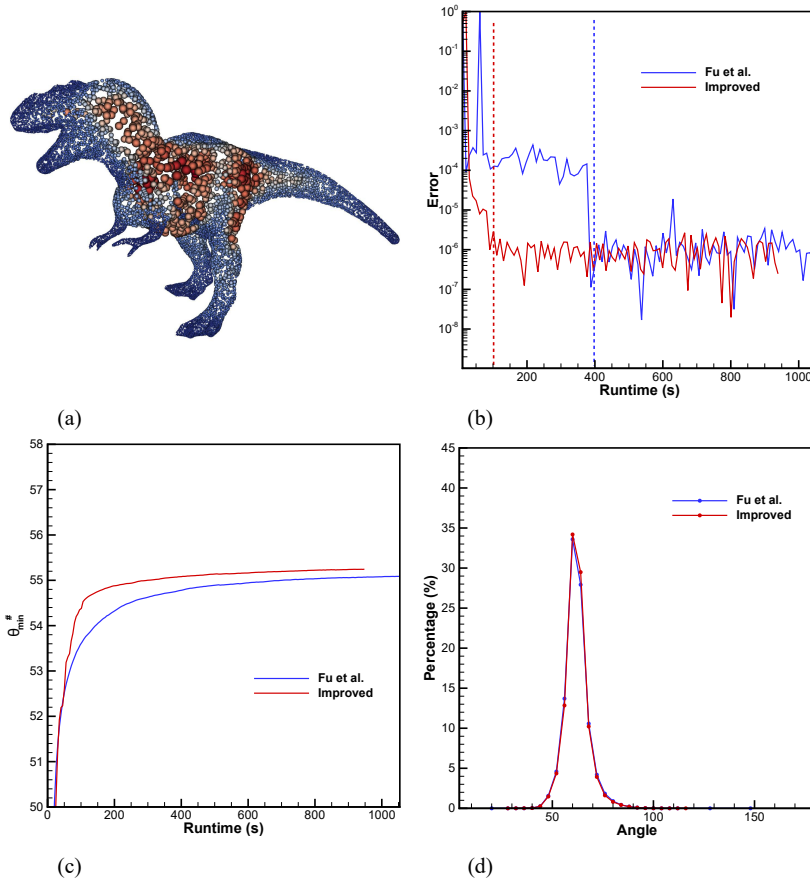 10^0
10^-1
10^-2
10^-3
10^-4
10^-5
10^-6
10^-7
10^-8
Error
Fu et al.
Improved
200 400 600 800 1000
Runtime (s)
(a)
(b)
58
57
56
55
54
53
52
51
50
θ_min^#
Fu et al.
Improved
0 200 400 600 800 1000
Runtime (s)
45
40
35
30
25
20
15
10
5
0
Percentage (%)
Fu et al.
Improved
50 100 150
Angle
(c)
(d)